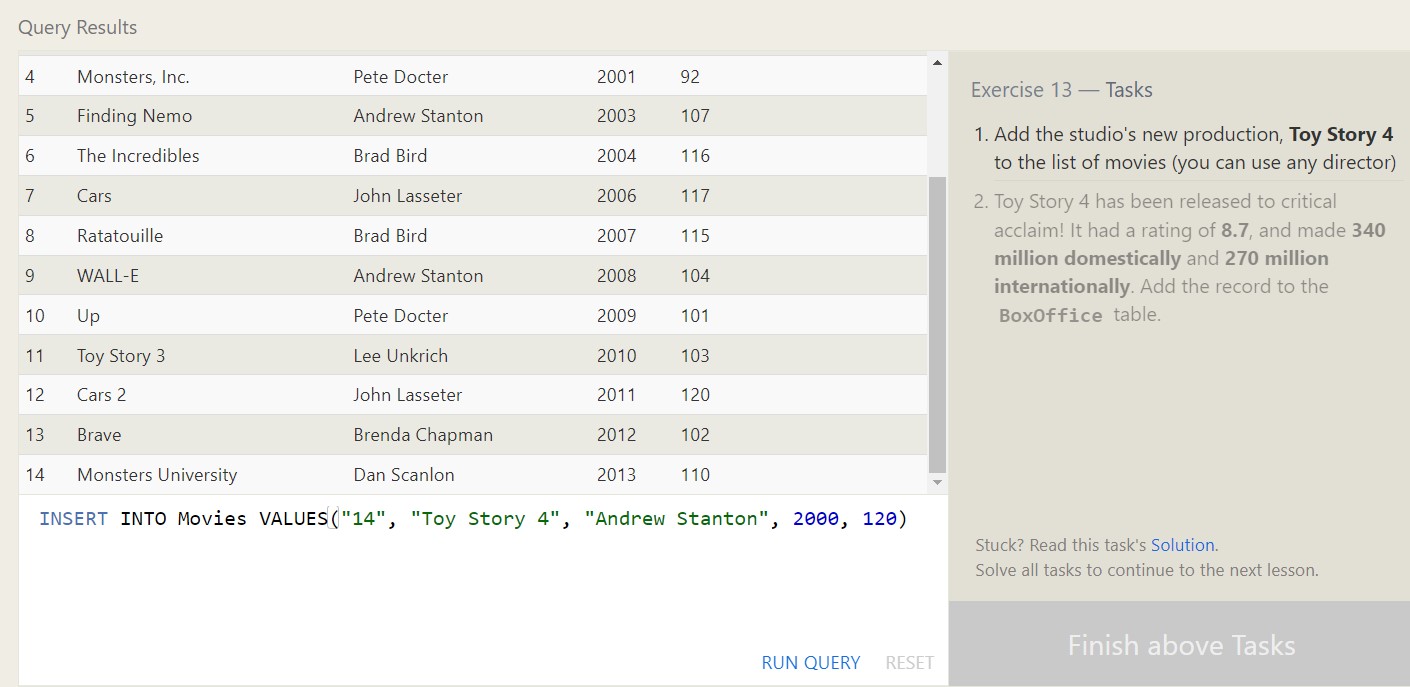 Query Results
4 Monsters, Inc. Pete Docter 2001 92
5 Finding Nemo Andrew Stanton 2003 107
6 The Incredibles Brad Bird 2004 116
7 Cars John Lasseter 2006 117
8 Ratatouille Brad Bird 2007 115
9 WALL-E Andrew Stanton 2008 104
10 Up Pete Docter 2009 101
11 Toy Story 3 Lee Unkrich 2010 103
12 Cars 2 John Lasseter 2011 120
13 Brave Brenda Chapman 2012 102
14 Monsters University Dan Scanlon 2013 110
INSERT INTO Movies VALUES("14", "Toy Story 4", "Andrew Stanton", 2000, 120)
RUN QUERY RESET
Exercise 13 — Tasks
1. Add the studio's new production, Toy Story 4
to the list of movies (you can use any director)
2. Toy Story 4 has been released to critical
acclaim! It had a rating of 8.7, and made 340
million domestically and 270 million
internationally. Add the record to the
BoxOffice table.
Stuck? Read this task's Solution.
Solve all tasks to continue to the next lesson.
Finish above Tasks